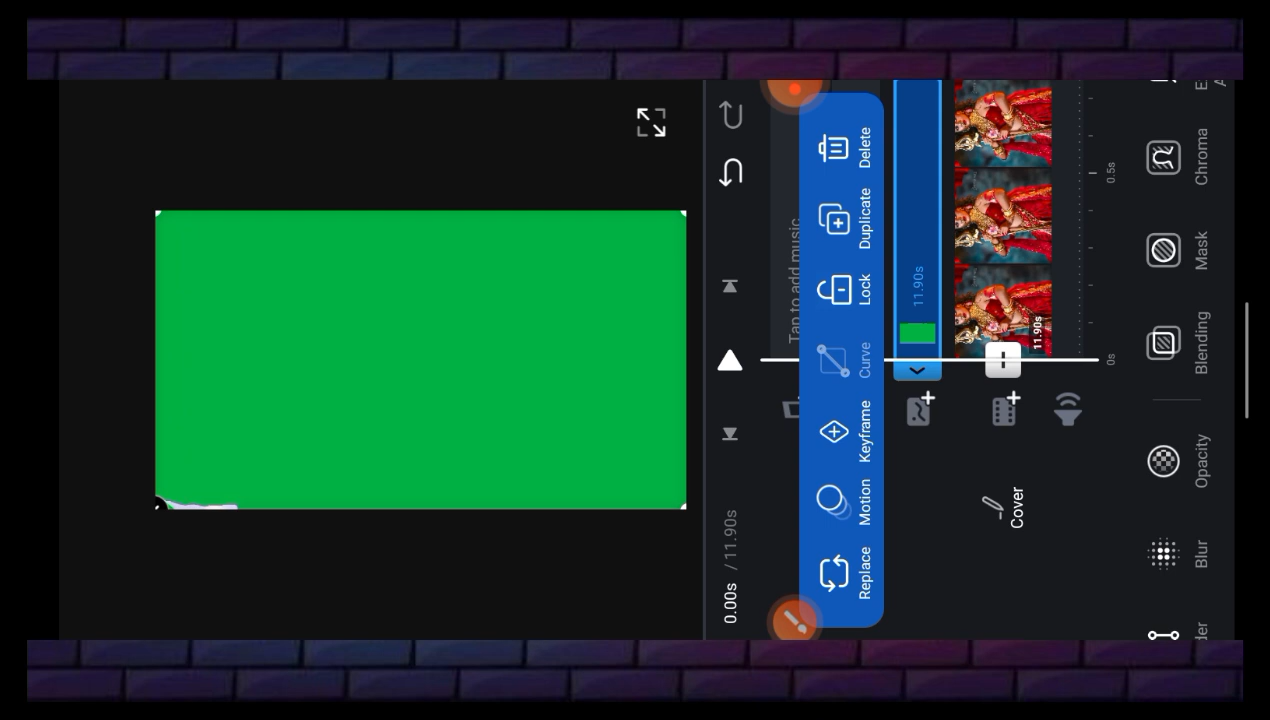 0.00s / 11.90s
Tap to add music
Replace
Motion
Keyframe
Curve
Lock
Duplicate
Delete
11.90s
11.90s
Cover
0s
0.5s
Blur
Opacity
Blending
Mask
Chroma